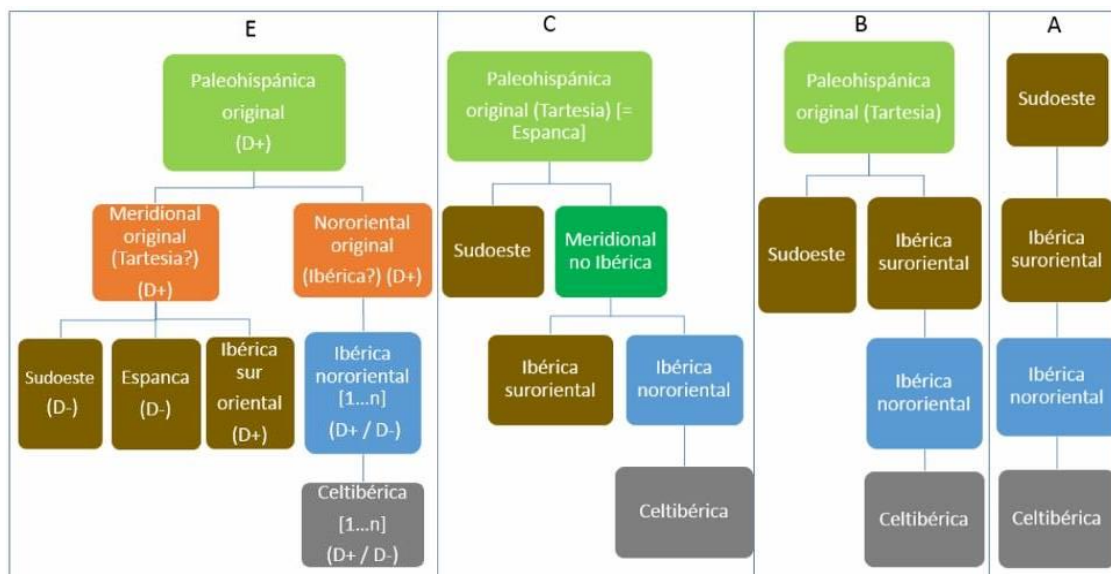 E
Paleohispánica
original
(D+)
Meridional
original
(Tartesia?)
(D+)
Nororiental
original
(Ibérica?) (D+)
Sudoeste
(D-)
Espanca
(D-)
Ibérica
sur
oriental
(D+)
Ibérica
nororiental
[1...n]
(D+ / D-)
Celtibérica
[1...n]
(D+ / D-)
C
Paleohispánica
original (Tartesia) [=
Espanca]
Sudoeste
Meridional
no Ibérica
Ibérica
suroriental
Ibérica
nororiental
Celtibérica
B
Paleohispánica
original (Tartesia)
Sudoeste
Ibérica
suroriental
Ibérica
nororiental
Celtibérica
A
Sudoeste
Ibérica
suroriental
Ibérica
nororiental
Celtibérica